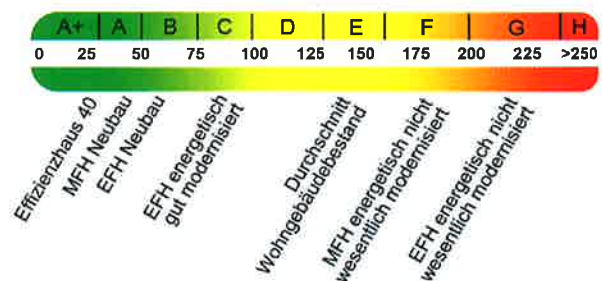 A+ A B C D E F G H
0 25 50 75 100 125 150 175 200 225 >250
Effizienzhaus 40
MFH Neubau
EFH Neubau
EFH energetisch
gut modernisiert
Durchschnitt
Wohngebäudebestand
MFH energetisch nicht
wesentlich modernisiert
EFH energetisch nicht
wesentlich modernisiert